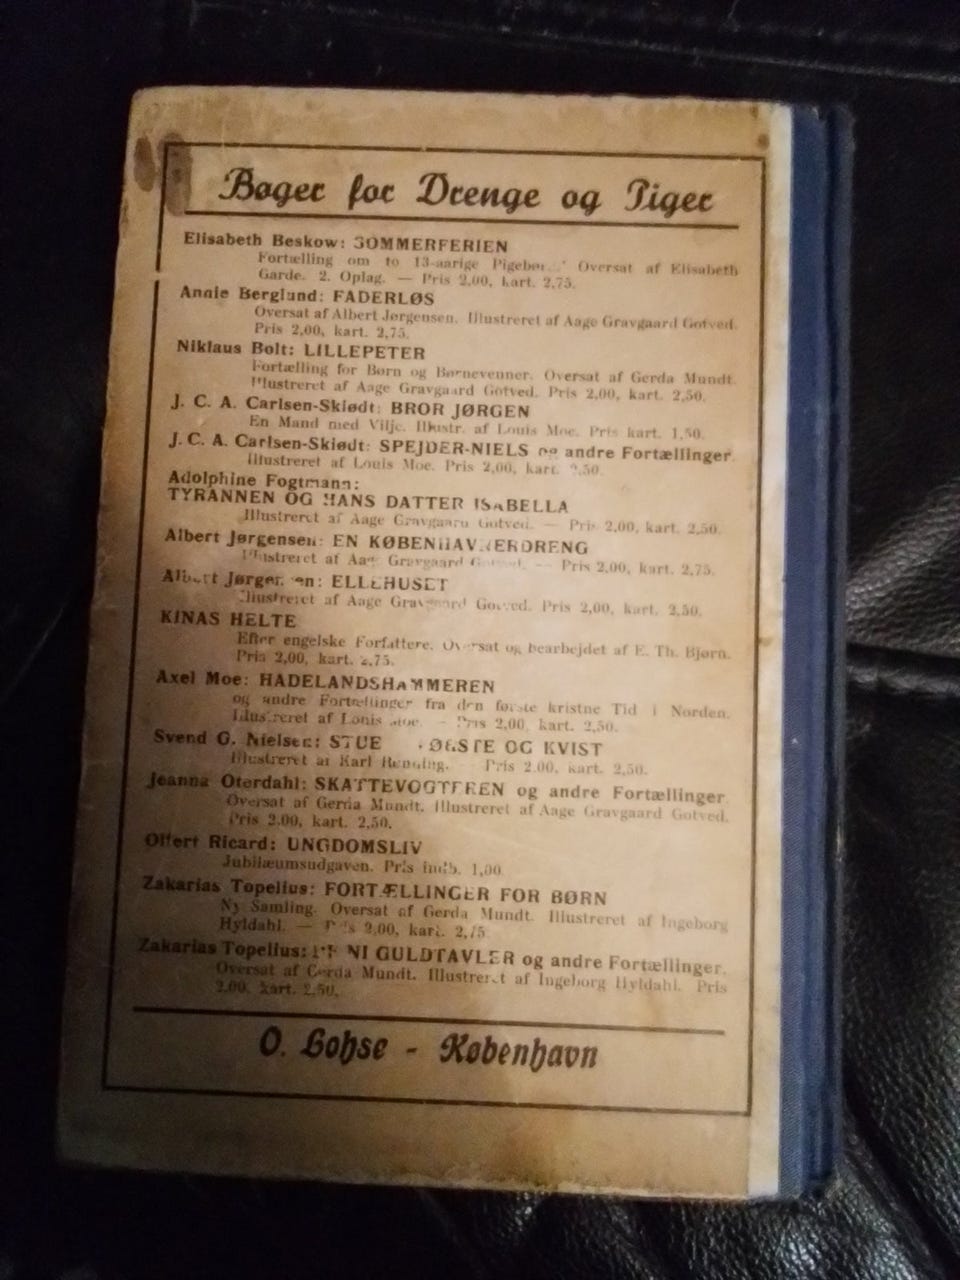 Bøger for Drenge og Piger
Elisabeth Beskow: SOMMERFERIEN
Fortælling om to 13-aarige Oversat af Elisabeth
Garde. 2. Oplag. — Pris 2,00, kart. 2,75.
Annie Berglund: FADERLØS
Oversat af Albert Jørgensen. Illustreret af Aage Gravgaard Gotved.
Pris 2,00, kart. 2,75.
Niklaus Bolt: LILLEPETER
Fortælling for Børn og Børnevenner. Oversat af Gerda Mundt.
Illustreret af Aage Gravgaard Gotved. Pris 2,00, kart. 2,50.
J. C. A. Carlsen-Skiødt: BROR JØRGEN
En Mand med Vilje. Illustr. af Louis Moe. Pris kart. 1,50.
J. C. A. Carlsen-Skiødt: SPEJDER-NIELS og andre Fortællinger.
Illustreret af Louis Moe. Pris 2,00, kart. 2,50.
Adolphine Fogtmann:
TYRANNEN OG HANS DATTER ISABELLA
Illustreret af Aage Gravgaard Gotved. — Pris 2,00, kart. 2,50.
Albert Jørgensen: EN KØBENHAVNERDRENG
Illustreret af Aage Gravgaard Gotved. — Pris 2,00, kart. 2,75.
Albert Jørgensen: ELLEHUSET
Illustreret af Aage Gravgaard Gotved. Pris 2,00, kart. 2,50.
KINAS HELTE
Efter engelske Forfattere. Oversat og bearbejdet af E. Th. Bjørn.
Pris 2,00, kart. 2,75.
Axel Moe: HADELANDSHAMMEREN
og andre Fortællinger fra den første kristne Tid i Norden.
Illustreret af Louis Moe. — Pris 2,00, kart. 2,50.
Svend G. Nielsen: STUE OG KVIST
Illustreret af Karl Rønning. — Pris 2,00, kart. 2,50.
Jeanna Oterdahl: SKATTEVOGTEREN og andre Fortællinger.
Oversat af Gerda Mundt. Illustreret af Aage Gravgaard Gotved.
Pris 2,00, kart. 2,50.
Olfert Ricard: UNGDOMSLIV
Jubilæumsudgaven. Pris indb. 1,00.
Zakarias Topelius: FORTÆLLINGER FOR BØRN
Ny Samling. Oversat af Gerda Mundt. Illustreret af Ingeborg
Hyldahl. — Pris 2,00, kart. 2,75.
Zakarias Topelius: DE NI GULDTAVLER og andre Fortællinger.
Oversat af Gerda Mundt. Illustreret af Ingeborg Hyldahl. Pris
2,00, kart. 2,50.
O. Lohse - København